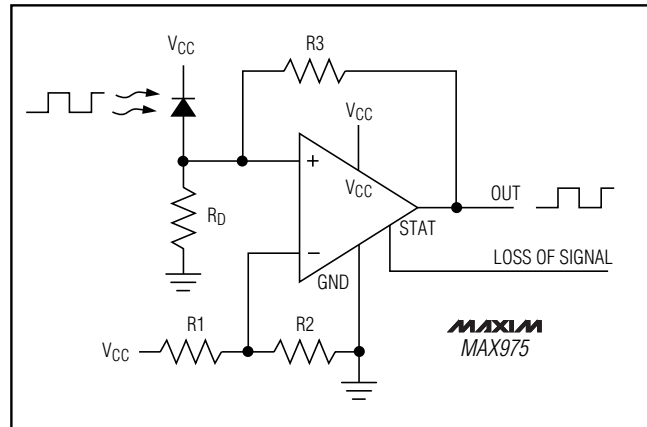 VCC
R3
VCC
VCC
+
RD
OUT
STAT
−
LOSS OF SIGNAL
GND
R1
R2
VCC
MAXIM
MAX975